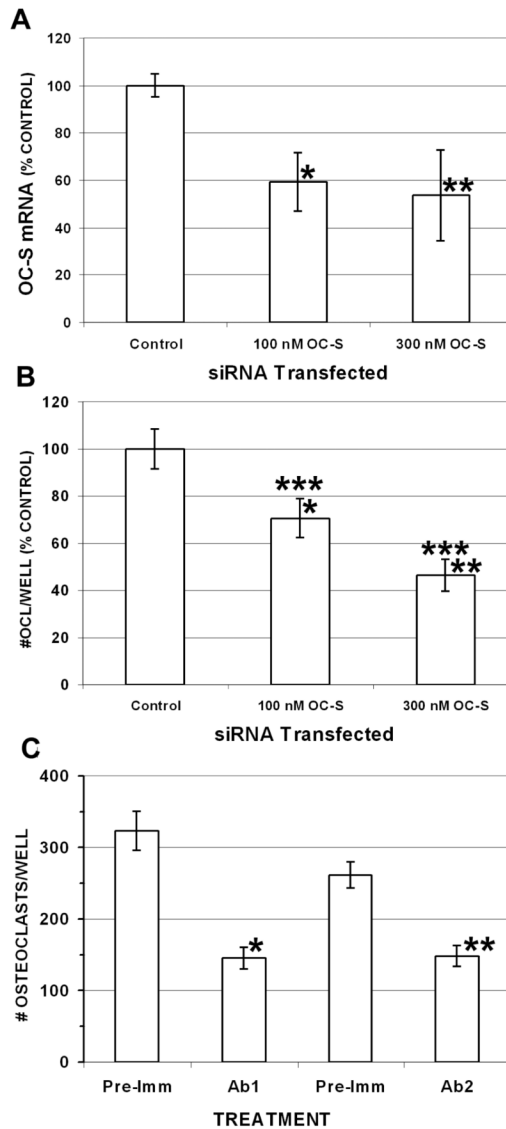 A
OC-S mRNA (% CONTROL)
120
100
80
60
40
20
0
*
**
Control 100 nM OC-S 300 nM OC-S
siRNA Transfected
B
#OCL/WELL (% CONTROL)
120
100
80
60
40
20
0
***
*
***
**
Control 100 nM OC-S 300 nM OC-S
siRNA Transfected
C
# OSTEOCLASTS/WELL
400
300
200
100
0
*
**
Pre-Imm Ab1 Pre-Imm Ab2
TREATMENT